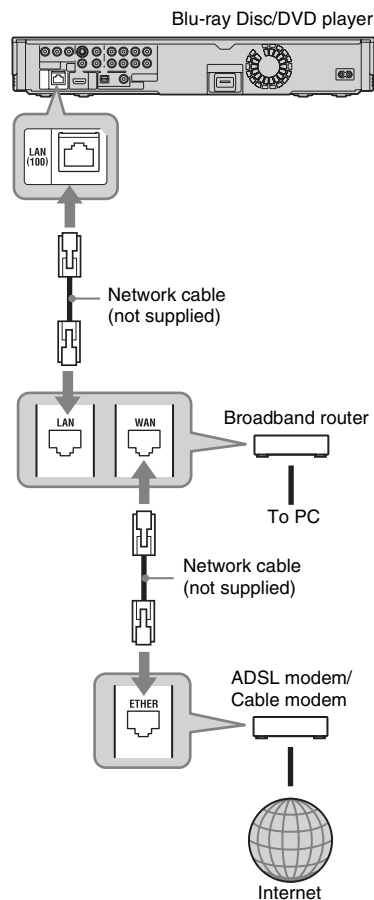 Blu-ray Disc/DVD player
LAN
(100)
Network cable
(not supplied)
LAN
WAN
Broadband router
To PC
Network cable
(not supplied)
ETHER
ADSL modem/
Cable modem
Internet